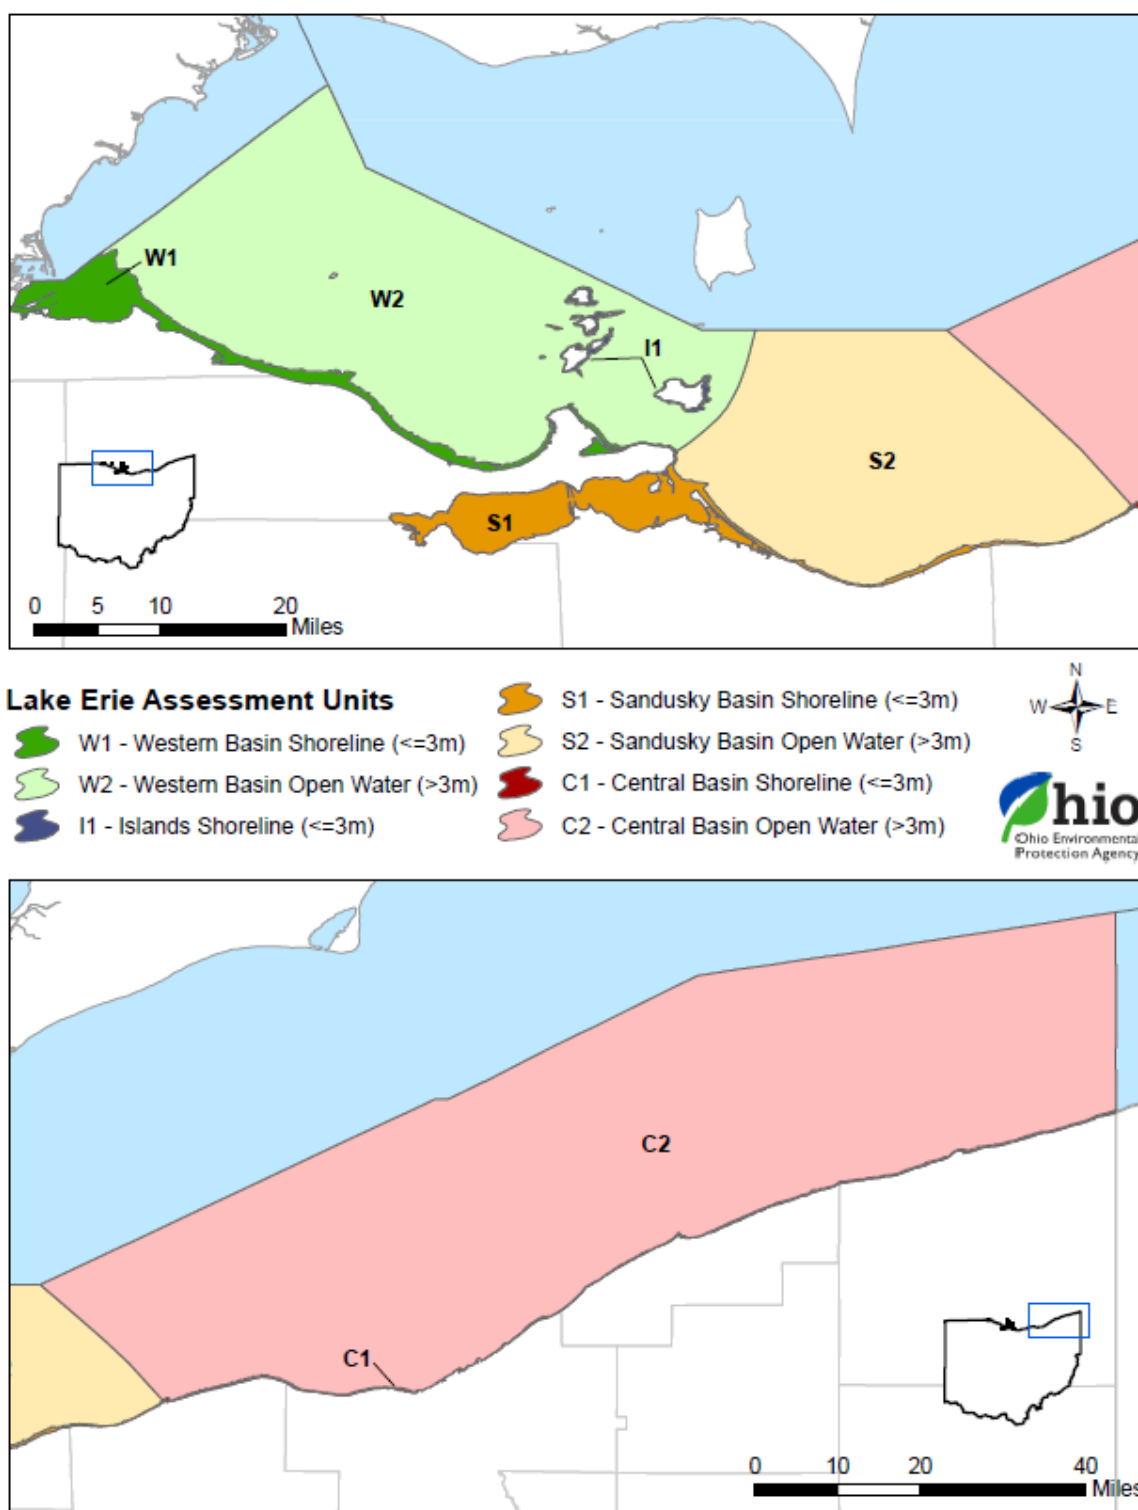 W1
W2
I1
S2
S1
0 5 10 20
Miles
Lake Erie Assessment Units
W1 - Western Basin Shoreline (<=3m)
W2 - Western Basin Open Water (>3m)
I1 - Islands Shoreline (<=3m)
S1 - Sandusky Basin Shoreline (<=3m)
S2 - Sandusky Basin Open Water (>3m)
C1 - Central Basin Shoreline (<=3m)
C2 - Central Basin Open Water (>3m)
N
W E
S
Ohio
Ohio Environmental
Protection Agency
C2
C1
0 10 20 40
Miles